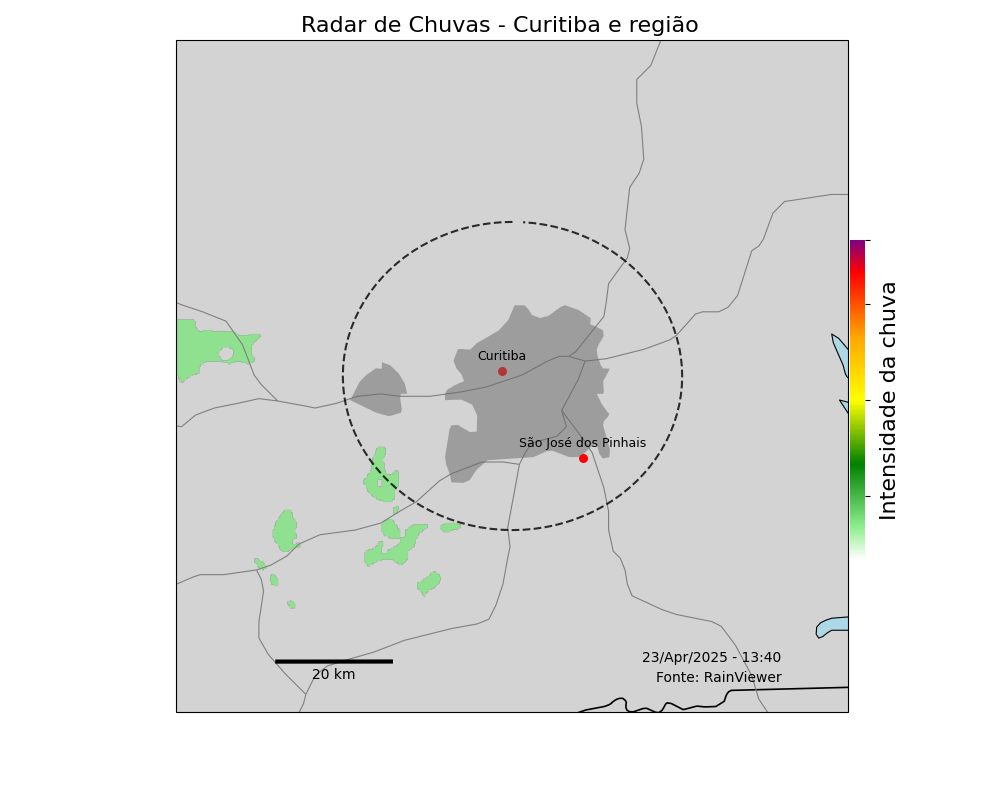 Radar de Chuvas - Curitiba e região
Curitiba
São José dos Pinhais
Intensidade da chuva
23/Apr/2025 - 13:40
20 km
Fonte: RainViewer